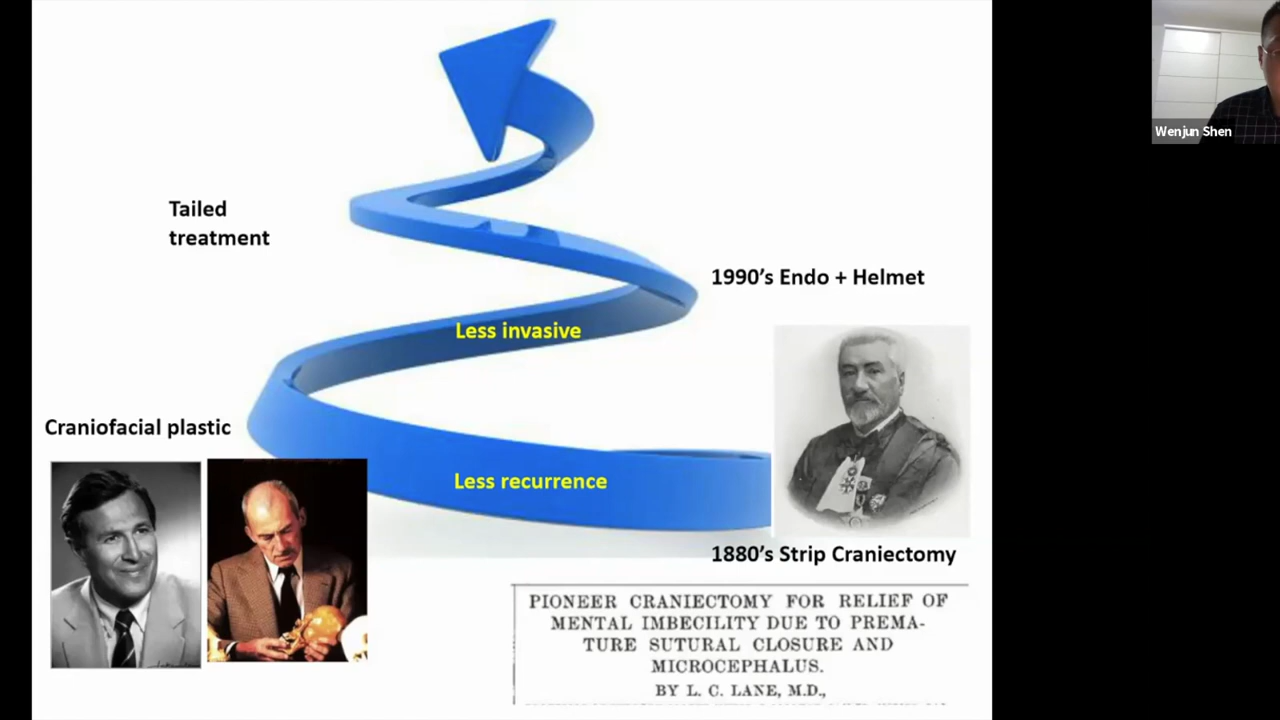 Wenjun Shen
Tailed
treatment
1990's Endo + Helmet
Less invasive
Craniofacial plastic
Less recurrence
1880's Strip Craniectomy
PIONEER CRANIECTOMY FOR RELIEF OF
MENTAL IMBECILITY DUE TO PREMA-
TURE SUTURAL CLOSURE AND
MICROCEPHALUS.
BY L. C. LANE, M.D.,